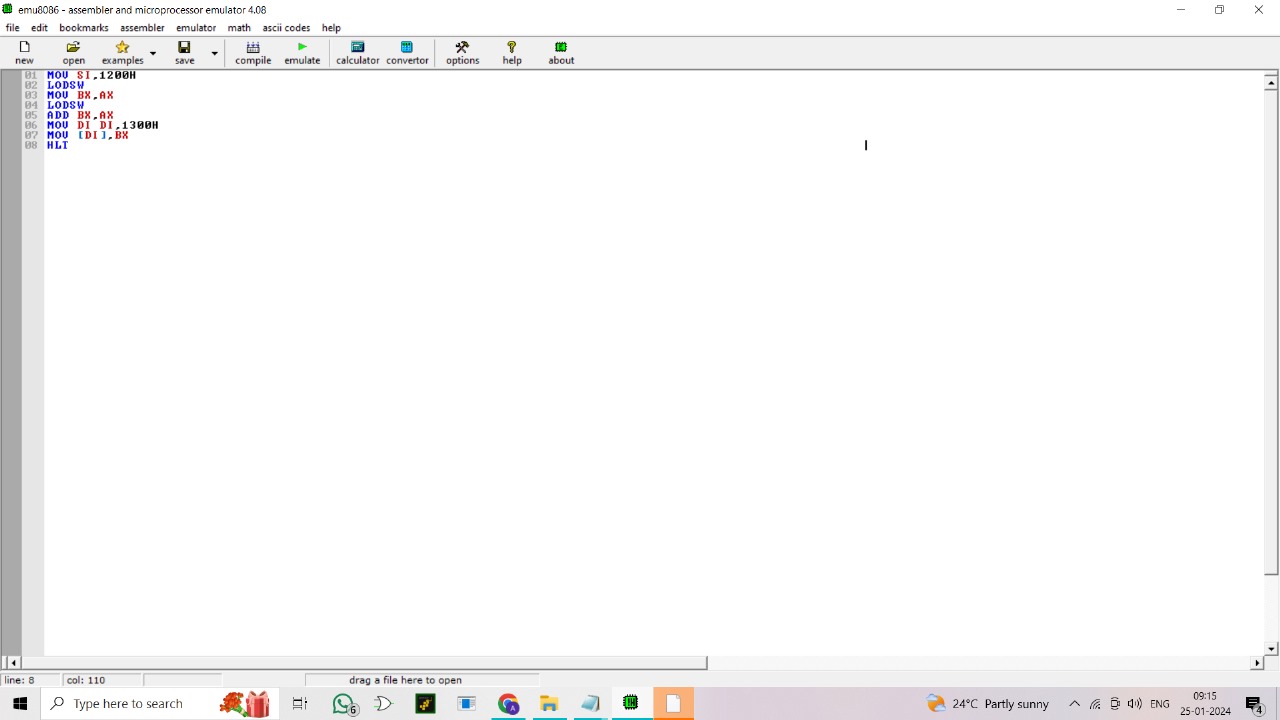 emu8086 - assembler and microprocessor emulator 4.08
file edit bookmarks assembler emulator math ascii codes help
new open examples save compile emulate calculator convertor options help about
01 MOV SI,1200H
02 LODSW
03 MOV BX,AX
04 LODSW
05 ADD BX,AX
06 MOV DI DI,1300H
07 MOV [DI],BX
08 HLT
line: 8 col: 110 drag a file here to open
Type here to search 5 24°C Partly sunny ENG 09:15
25-10-2024 4